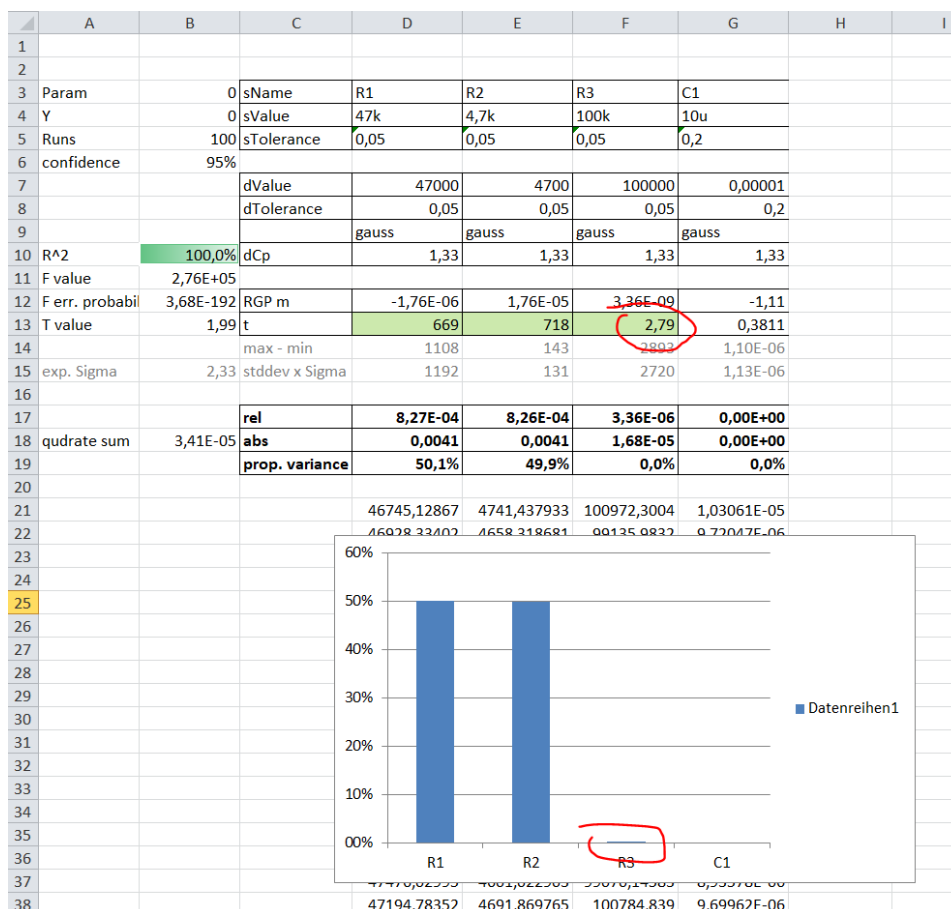 A B C D E F G H I
1
2
3 Param 0 sName R1 R2 R3 C1
4 Y 0 sValue 47k 4,7k 100k 10u
5 Runs 100 sTolerance 0,05 0,05 0,05 0,2
6 confidence 95%
7 dValue 47000 4700 100000 0,00001
8 dTolerance 0,05 0,05 0,05 0,2
9 gauss gauss gauss gauss
10 R^2 100,0% dCp 1,33 1,33 1,33 1,33
11 F value 2,76E+05
12 F err. probabil 3,68E-192 RGP m -1,76E-06 1,76E-05 3,36E-09 -1,11
13 T value 1,99 t 669 718 2,79 0,3811
14 max - min 1108 143 2893 1,10E-06
15 exp. Sigma 2,33 stddev x Sigma 1192 131 2720 1,13E-06
16
17 rel 8,27E-04 8,26E-04 3,36E-06 0,00E+00
18 qudrate sum 3,41E-05 abs 0,0041 0,0041 1,68E-05 0,00E+00
19 prop. variance 50,1% 49,9% 0,0% 0,0%
20
21 46745,12867 4741,437933 100972,3004 1,03061E-05
22 46928,33402 4658,318681 99135,9832 9,72047E-06
23 60%
24
25 50%
26
27 40%
28
29
30 30%
31 Datenreihen1
32 20%
33
34 10%
35 00%
36 R1 R2 R3 C1
37
38 47194,78352 4691,869765 100784,839 9,69962E-06